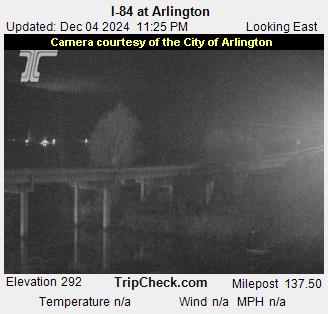 I-84 at Arlington
Updated: Dec 04 2024 11:25 PM Looking East
Camera courtesy of the City of Arlington
Elevation 292 TripCheck.com Milepost 137.50
Temperature n/a Wind n/a MPH n/a